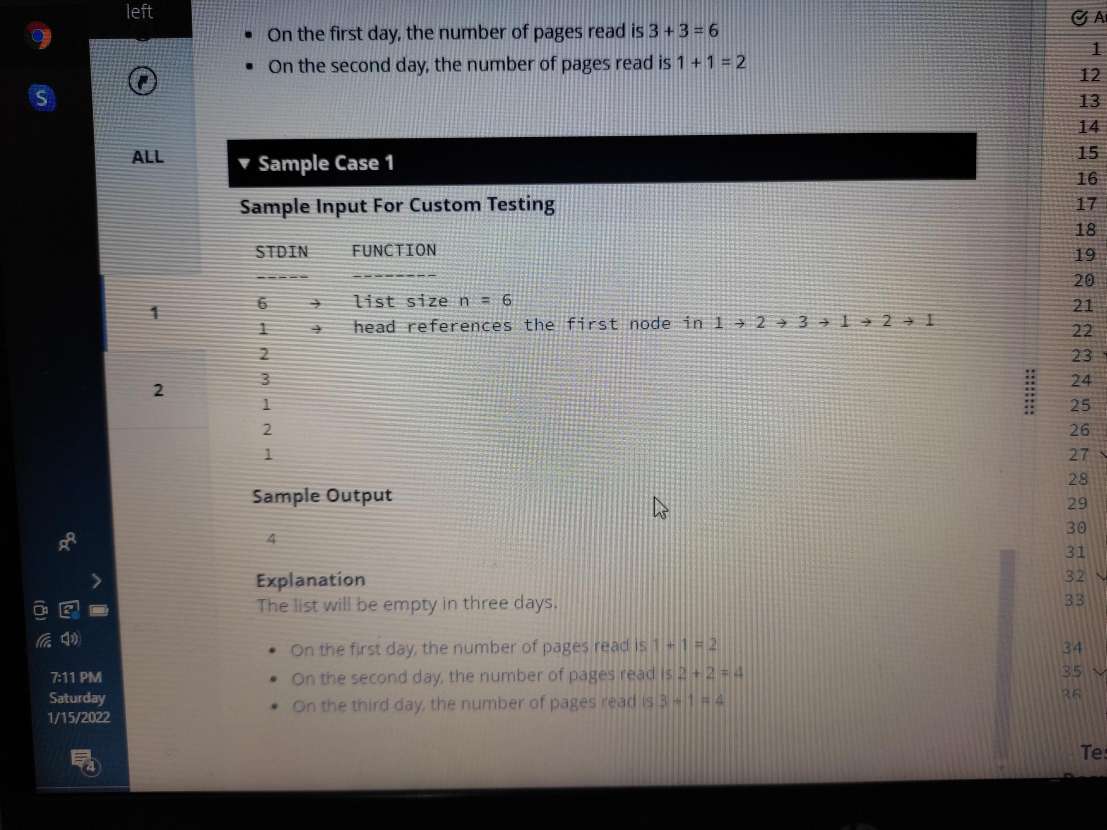 left
• On the first day, the number of pages read is 3 + 3 = 6
• On the second day, the number of pages read is 1 + 1 = 2
ALL
▼ Sample Case 1
Sample Input For Custom Testing
STDIN FUNCTION
----- --------
6 → list size n = 6
1 → head references the first node in 1 → 2 → 3 → 1 → 2 → 1
2
3
1
2
1
Sample Output
4
Explanation
The list will be empty in three days.
• On the first day, the number of pages read is 1 + 1 = 2
• On the second day, the number of pages read is 2 + 2 = 4
• On the third day, the number of pages read is 3 + 1 = 4
1
2
S
7:11 PM
Saturday
1/15/2022
4
1
12
13
14
15
16
17
18
19
20
21
22
23
24
25
26
27
28
29
30
31
32
33
34
35
36